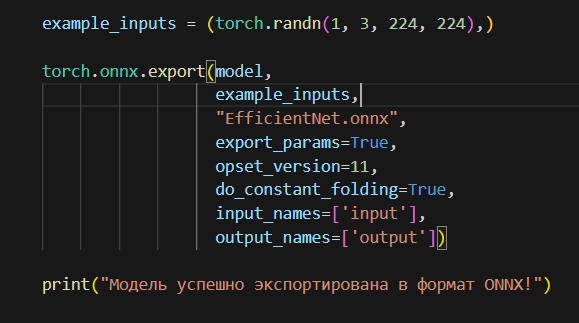 example_inputs = (torch.randn(1, 3, 224, 224),)
torch.onnx.export(model,
example_inputs,
"EfficientNet.onnx",
export_params=True,
opset_version=11,
do_constant_folding=True,
input_names=['input'],
output_names=['output'])
print("Модель успешно экспортирована в формат ONNX!")